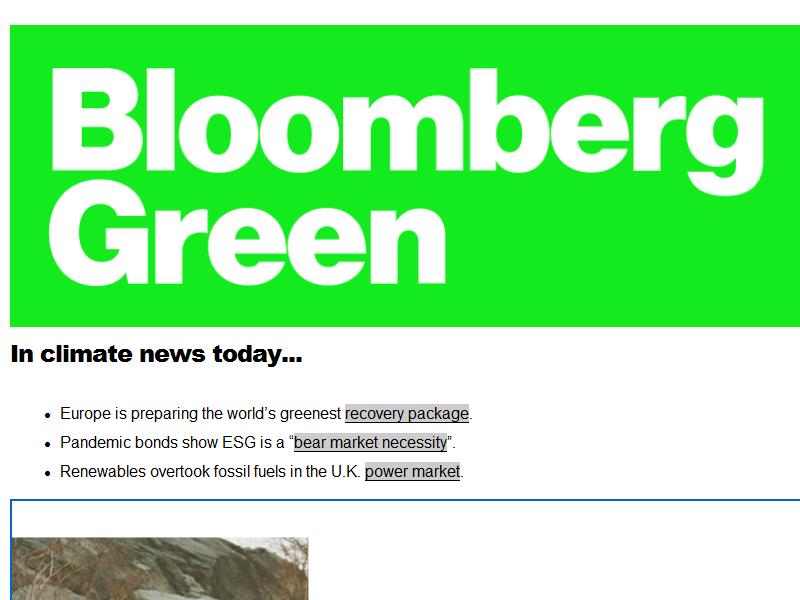 Bloomberg
Green
In climate news today...
Europe is preparing the world’s greenest recovery package.
Pandemic bonds show ESG is a “bear market necessity”.
Renewables overtook fossil fuels in the U.K. power market.